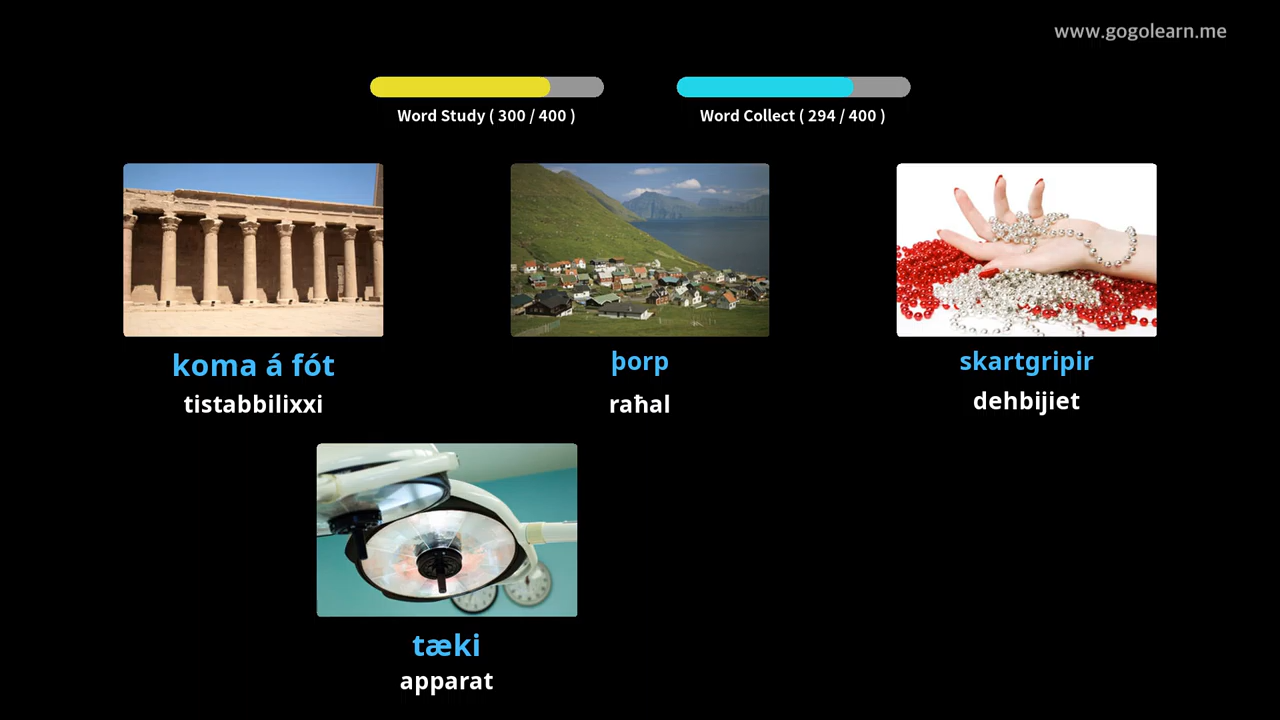 www.gogolearn.me
Word Study ( 300 / 400 )
Word Collect ( 294 / 400 )
koma á fót
tistabbilixxi
þorp
raħal
skartgripir
dehbijiet
tæki
apparat